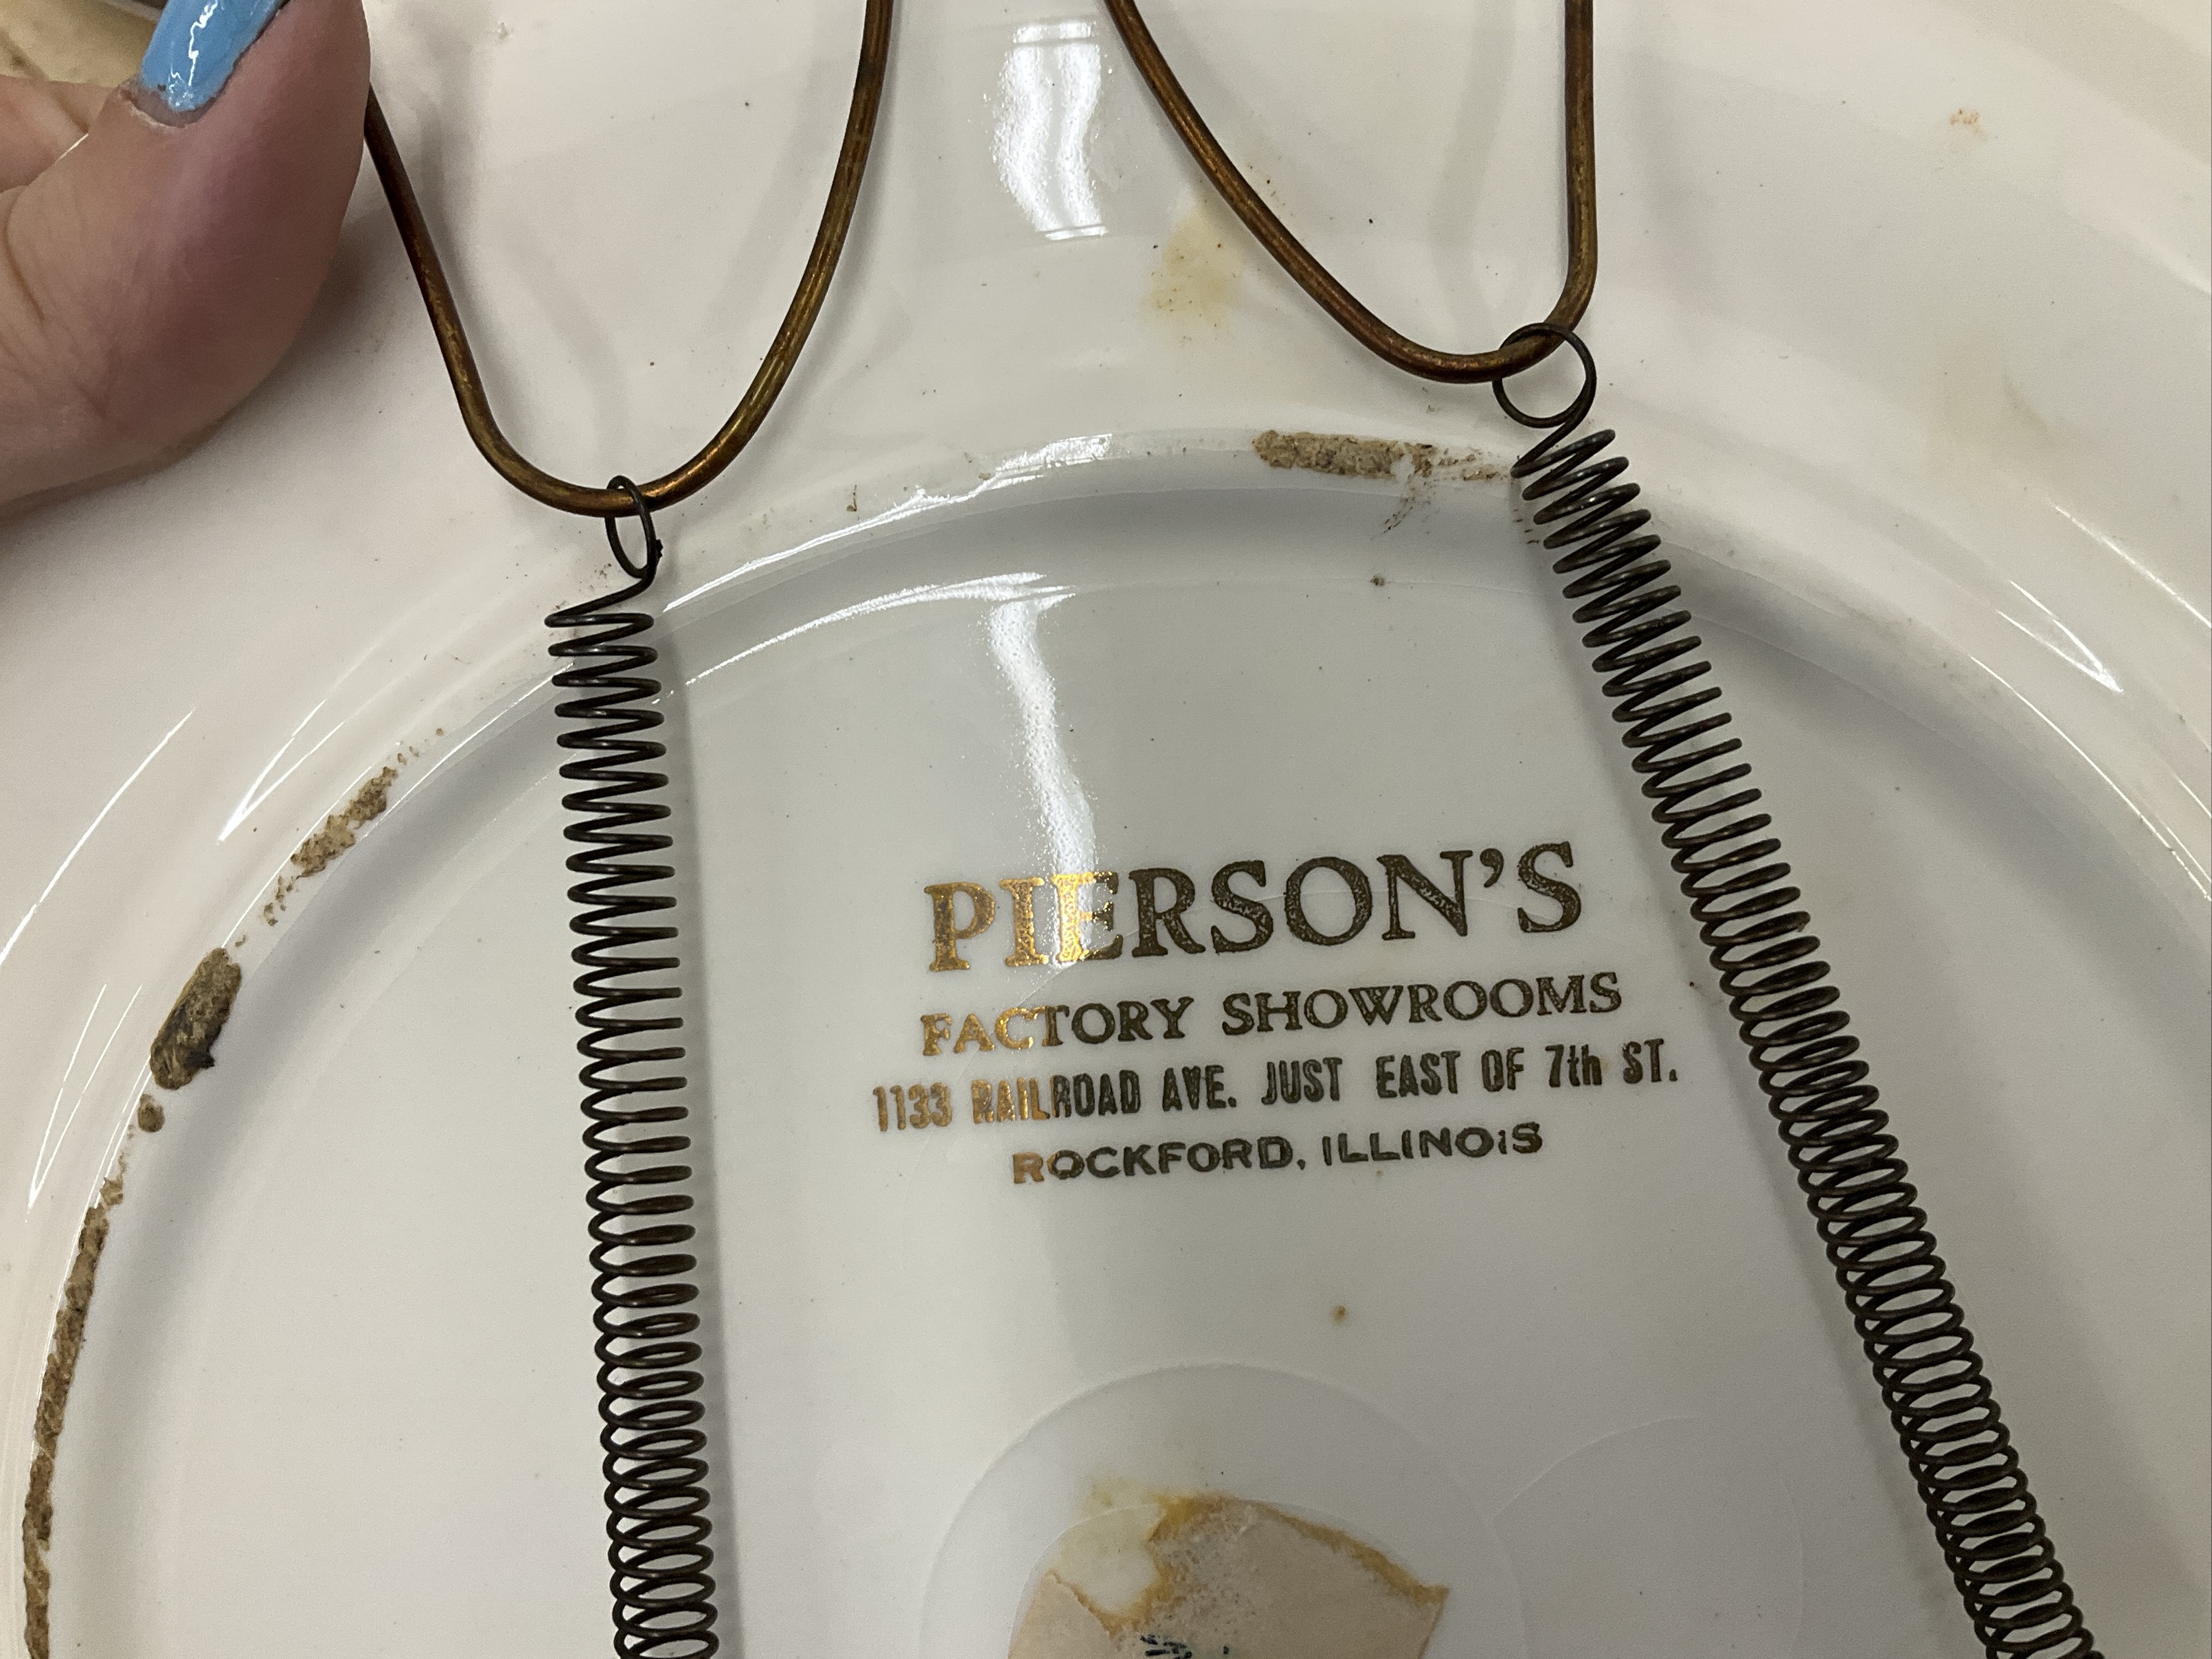 PIERSON'S
FACTORY SHOWROOMS
1133 RAILROAD AVE. JUST EAST OF 7th ST.
ROCKFORD, ILLINOIS